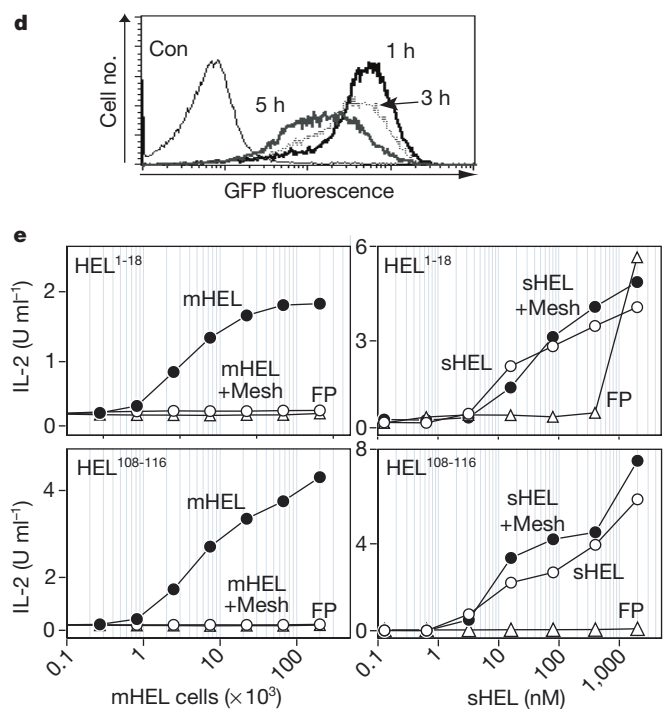 d
Cell no.
Con
1 h
3 h
5 h
GFP fluorescence
e
IL-2 (U ml⁻¹)
HEL¹⁻¹⁸
mHEL
mHEL
+Mesh
FP
2
1
0
HEL¹⁻¹⁸
sHEL
+Mesh
sHEL
FP
6
3
0
IL-2 (U ml⁻¹)
HEL¹⁰⁸⁻¹¹⁶
mHEL
mHEL
+Mesh
FP
4
2
0
0.1 1 10 100
mHEL cells (×10³)
HEL¹⁰⁸⁻¹¹⁶
sHEL
+Mesh
sHEL
FP
8
4
0
0.1 1 10 100 1,000
sHEL (nM)